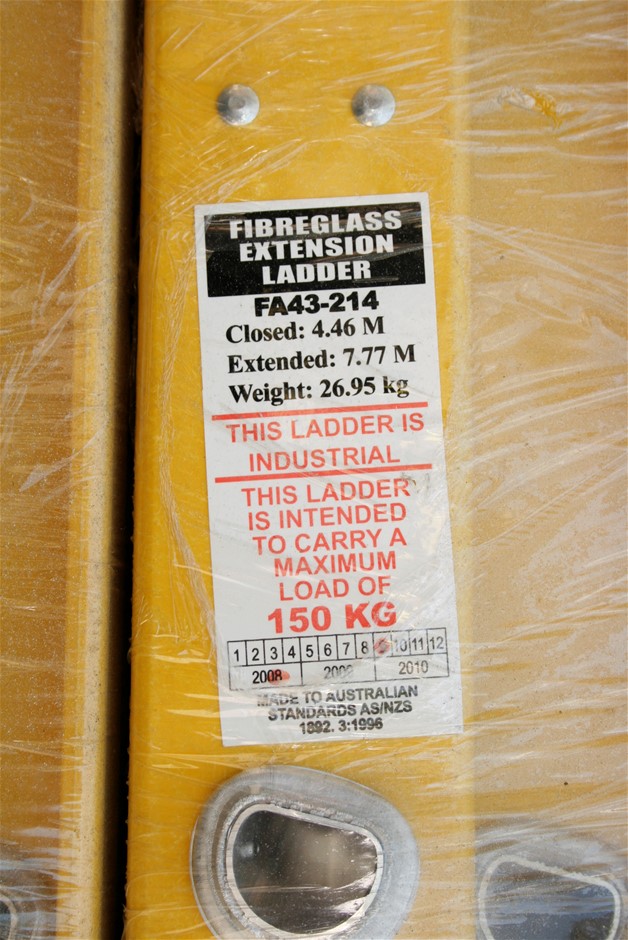 FIBREGLASS
EXTENSION
LADDER
FA43-214
Closed: 4.46 M
Extended: 7.77 M
Weight: 26.95 kg
THIS LADDER IS
INDUSTRIAL
THIS LADDER
IS INTENDED
TO CARRY A
MAXIMUM
LOAD OF
150 KG
1 2 3 4 5 6 7 8 10 11 12
2008 2009 2010
MADE TO AUSTRALIAN
STANDARDS AS/NZS
1892. 3:1996